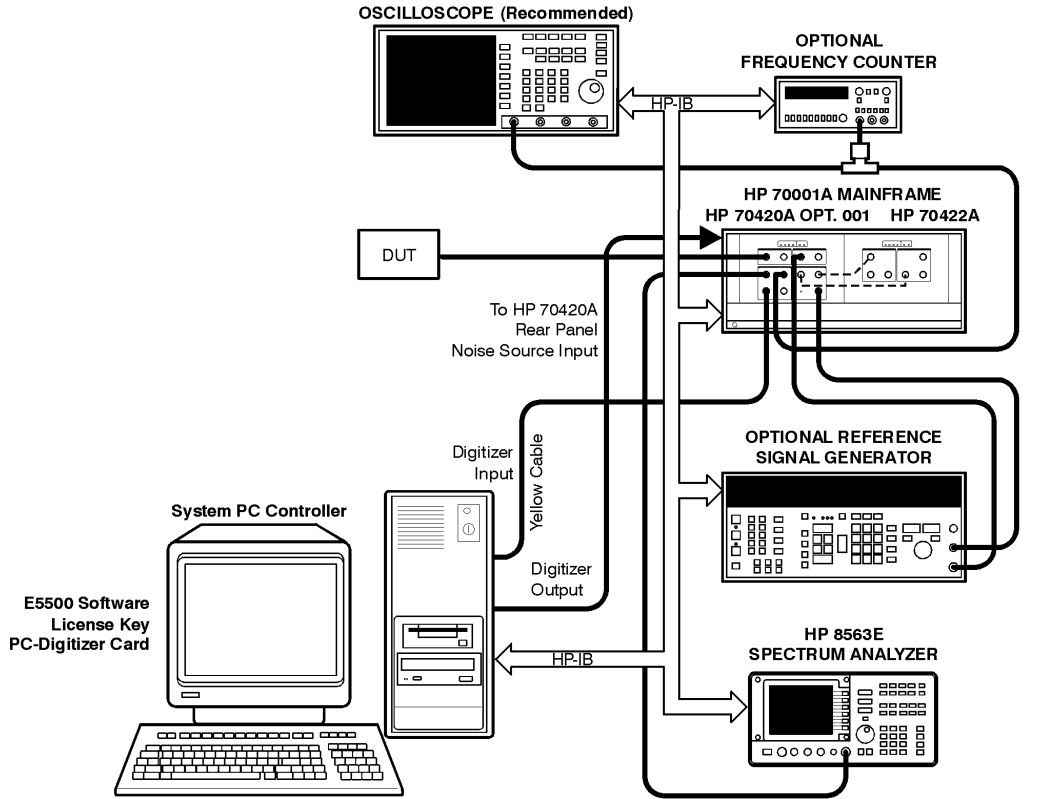 OSCILLOSCOPE (Recommended)
OPTIONAL
FREQUENCY COUNTER
HP-IB
HP 70001A MAINFRAME
HP 70420A OPT. 001 HP 70422A
DUT
To HP 70420A
Rear Panel
Noise Source Input
OPTIONAL REFERENCE
SIGNAL GENERATOR
Digitizer
Input
Yellow Cable
System PC Controller
Digitizer
Output
E5500 Software
License Key
PC-Digitizer Card
HP-IB
HP 8563E
SPECTRUM ANALYZER